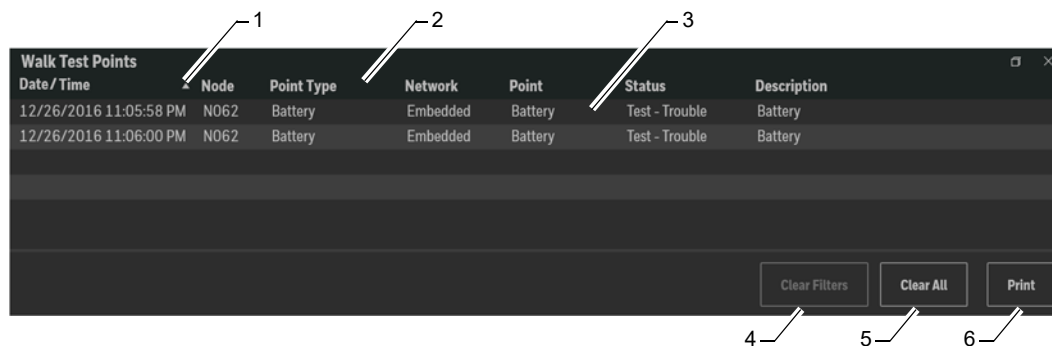 1 2 3
Walk Test Points
Date/Time Node Point Type Network Point Status Description
12/26/2016 11:05:58 PM N062 Battery Embedded Battery Test - Trouble Battery
12/26/2016 11:06:00 PM N062 Battery Embedded Battery Test - Trouble Battery
Clear Filters Clear All Print
4 5 6